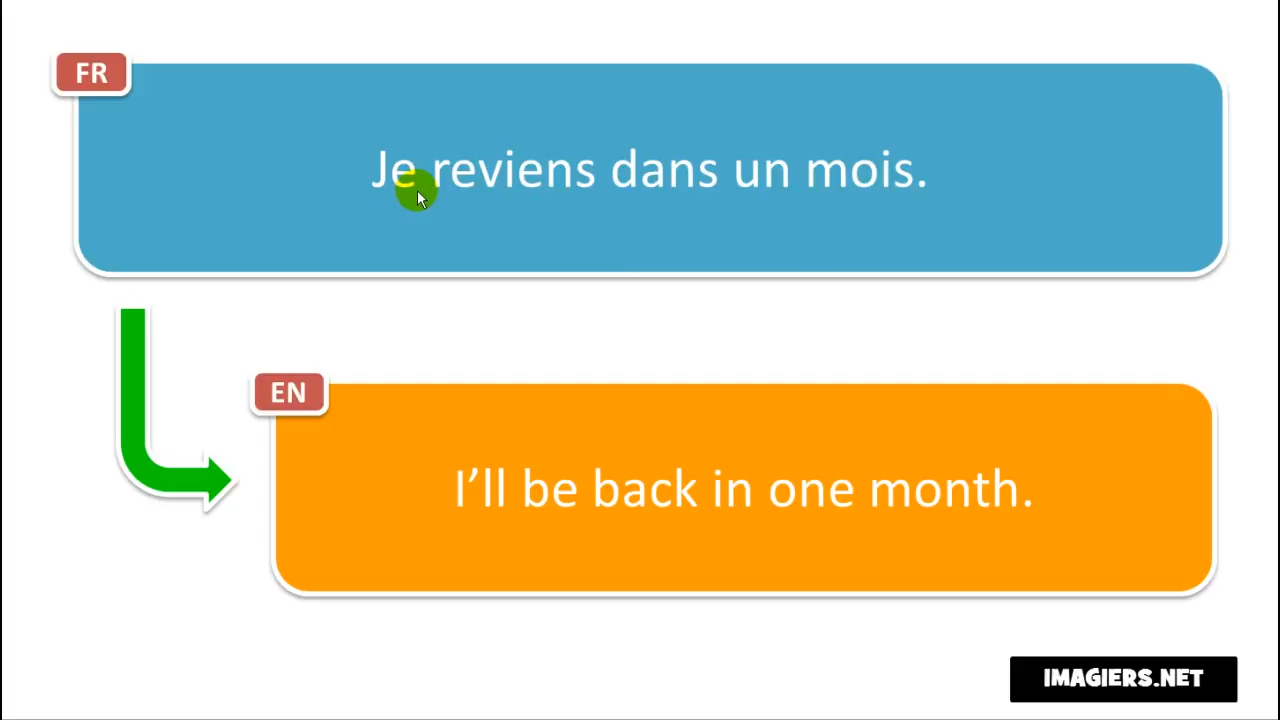 FR
Je reviens dans un mois.
EN
I’ll be back in one month.
IMAGIERS.NET